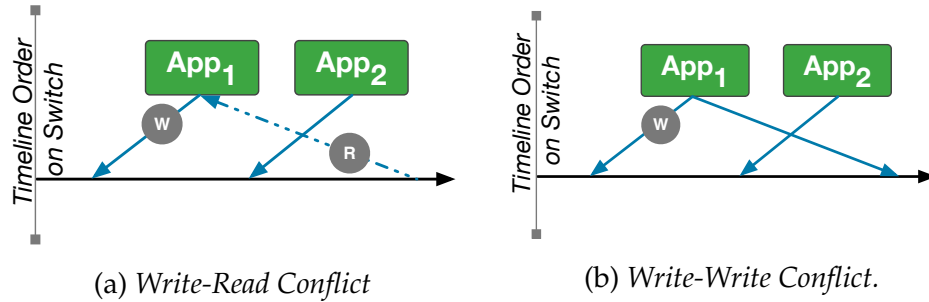 Timeline Order
on Switch
App1
App2
W
R
(a) Write-Read Conflict
Timeline Order
on Switch
App1
App2
W
(b) Write-Write Conflict.